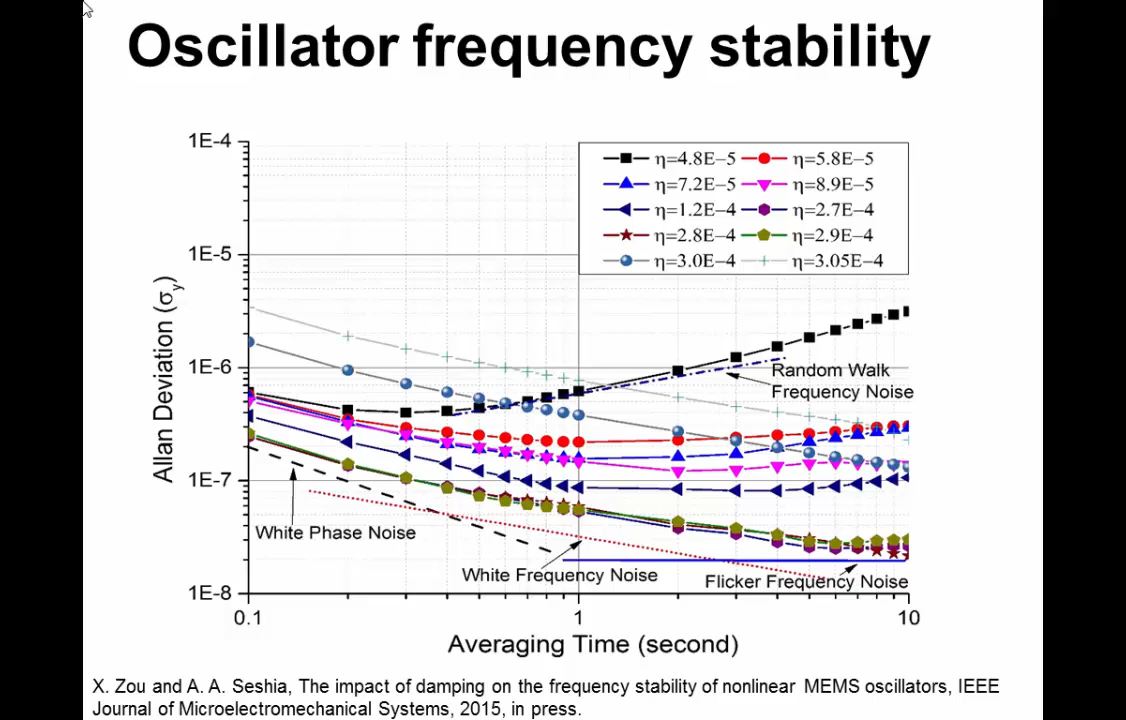 Oscillator frequency stability
1E-4
1E-5
1E-6
1E-7
1E-8
Allan Deviation (σy)
η=4.8E−5 η=5.8E−5
η=7.2E−5 η=8.9E−5
η=1.2E−4 η=2.7E−4
η=2.8E−4 η=2.9E−4
η=3.0E−4 η=3.05E−4
Random Walk
Frequency Noise
White Phase Noise
White Frequency Noise
Flicker Frequency Noise
0.1 1 10
Averaging Time (second)
X. Zou and A. A. Seshia, The impact of damping on the frequency stability of nonlinear MEMS oscillators, IEEE
Journal of Microelectromechanical Systems, 2015, in press.